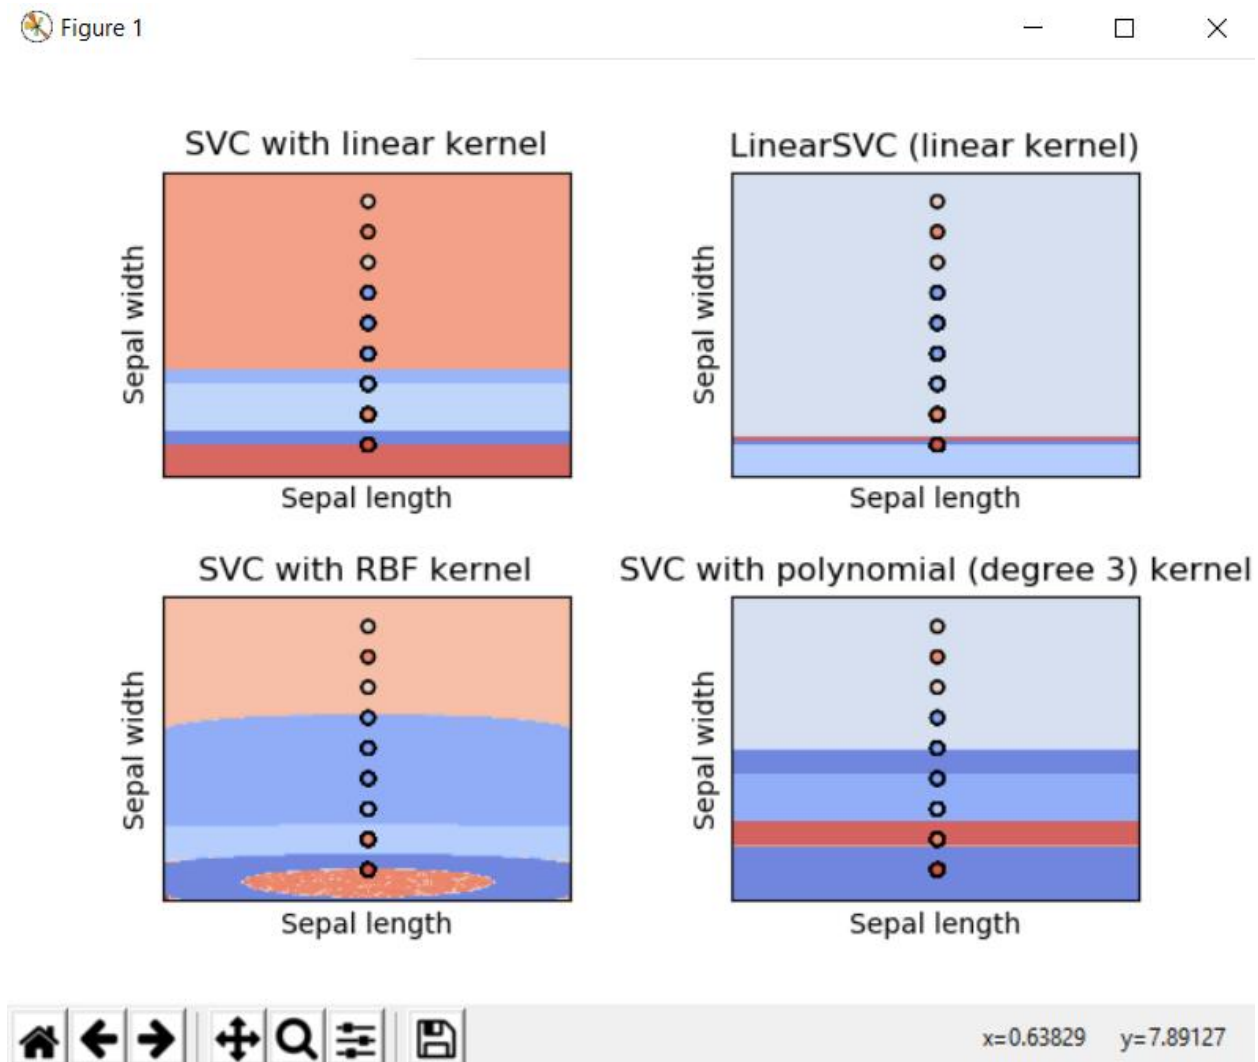 Figure 1
SVC with linear kernel
LinearSVC (linear kernel)
Sepal width
Sepal width
Sepal length
Sepal length
SVC with RBF kernel
SVC with polynomial (degree 3) kernel
Sepal width
Sepal width
Sepal length
Sepal length
x=0.63829 y=7.89127